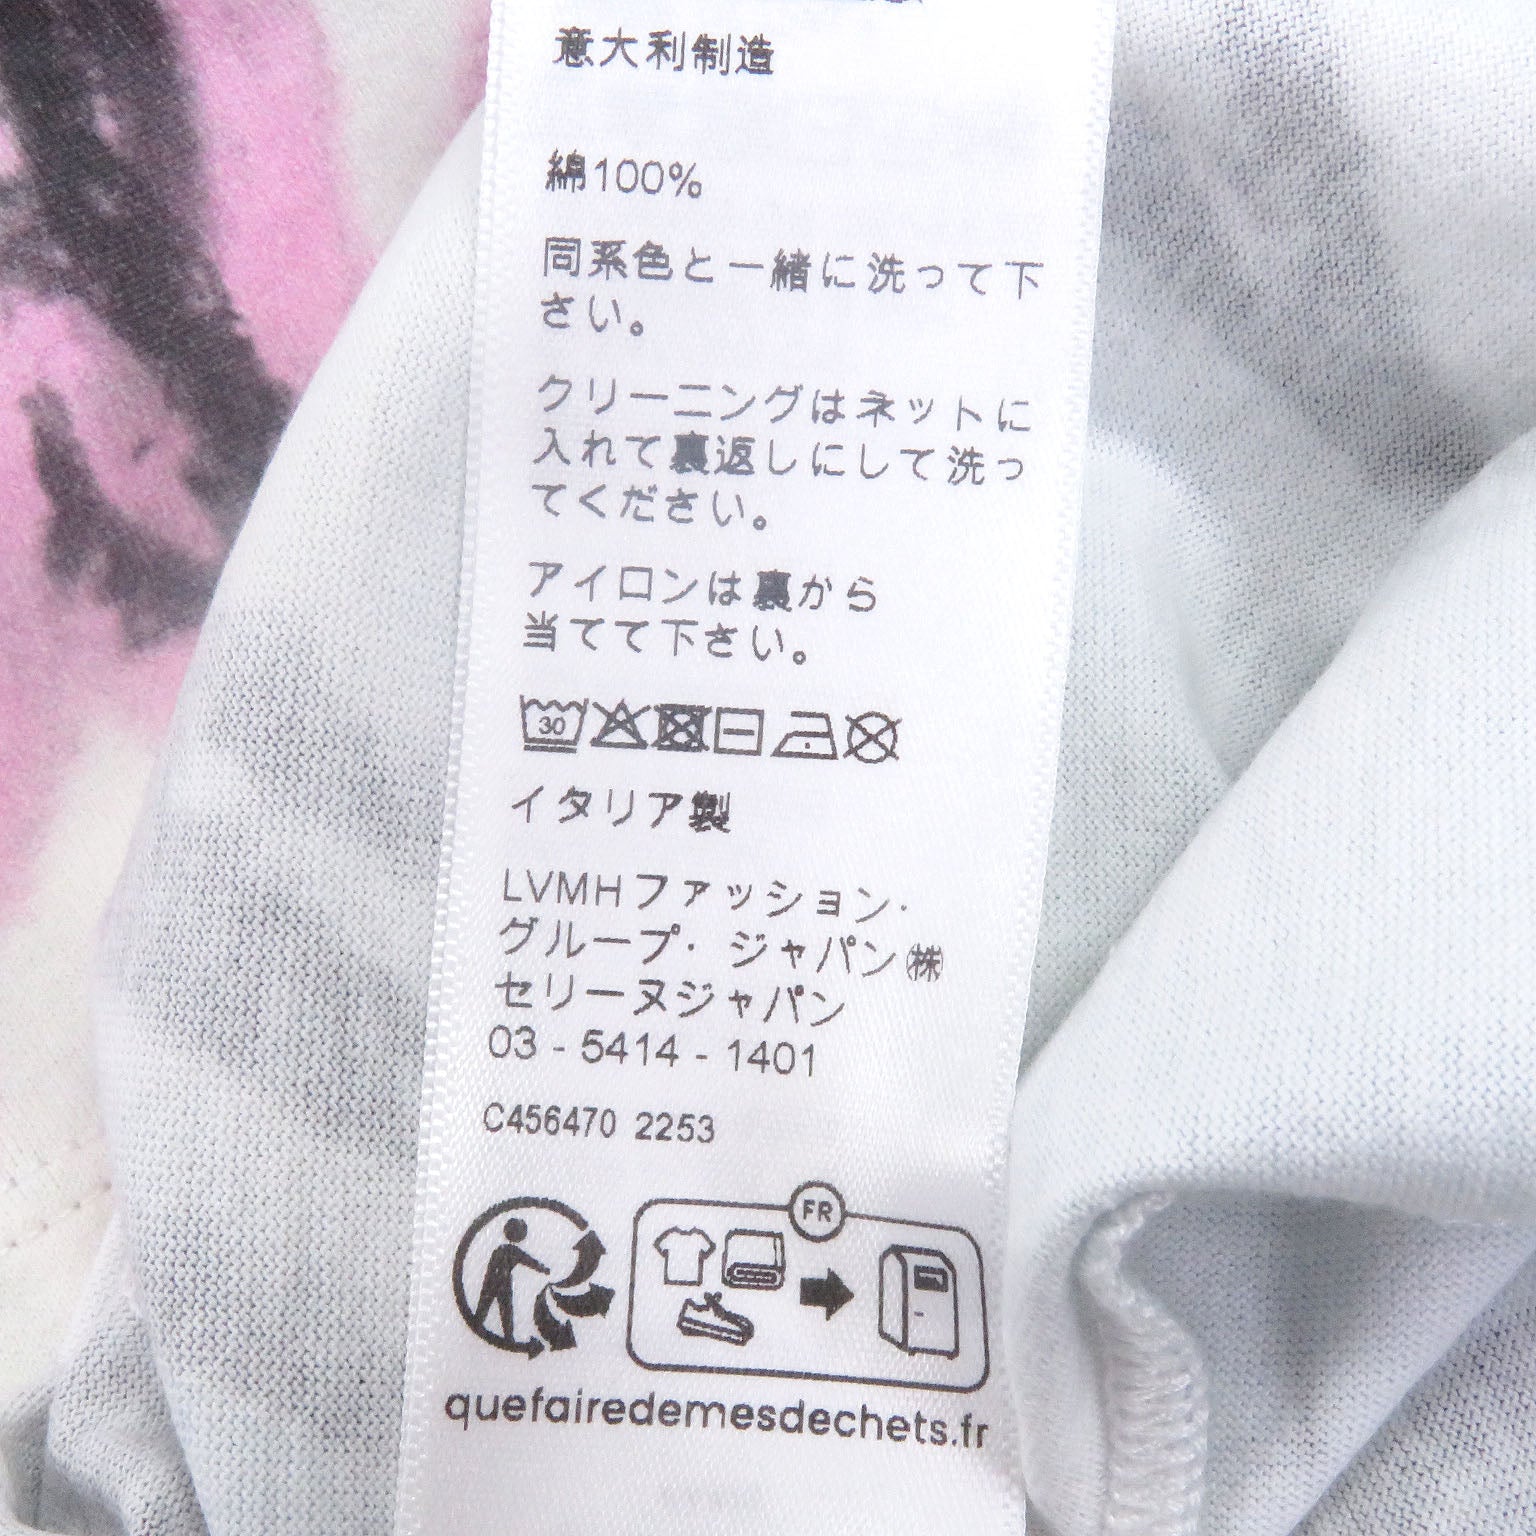 意大利制造
綿100%
同系色と一緒に洗って下
さい。
クリーニングはネットに
入れて裏返しにして洗っ
てください。
アイロンは裏から
当てて下さい。
30
イタリア製
LVMHファッション・
グループ・ジャパン㈱
セリーヌジャパン
03 - 5414 - 1401
C456470 2253
FR
quefairedemesdechets.fr